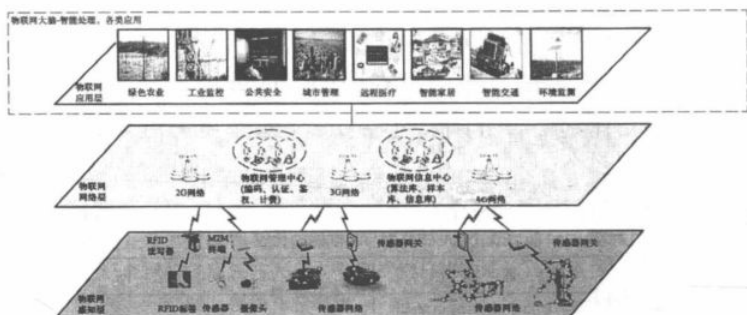 物联网大脑-智能处理、各类应用
物联网
应用层
绿色农业 工业监控 公共安全 城市管理 远程医疗 智能家居 智能交通 环境监测
物联网
网络层
2G网络
物联网管理中心
(编码、认证、鉴
权、计费)
3G网络
物联网信息中心
(算法库、样本
库、信息库)
4G网络
RFID
读写器
M2M
终端
传感器网关
传感器网关
物联网
感知层
RFID标签 传感器 摄像头 传感器网络 传感器网络